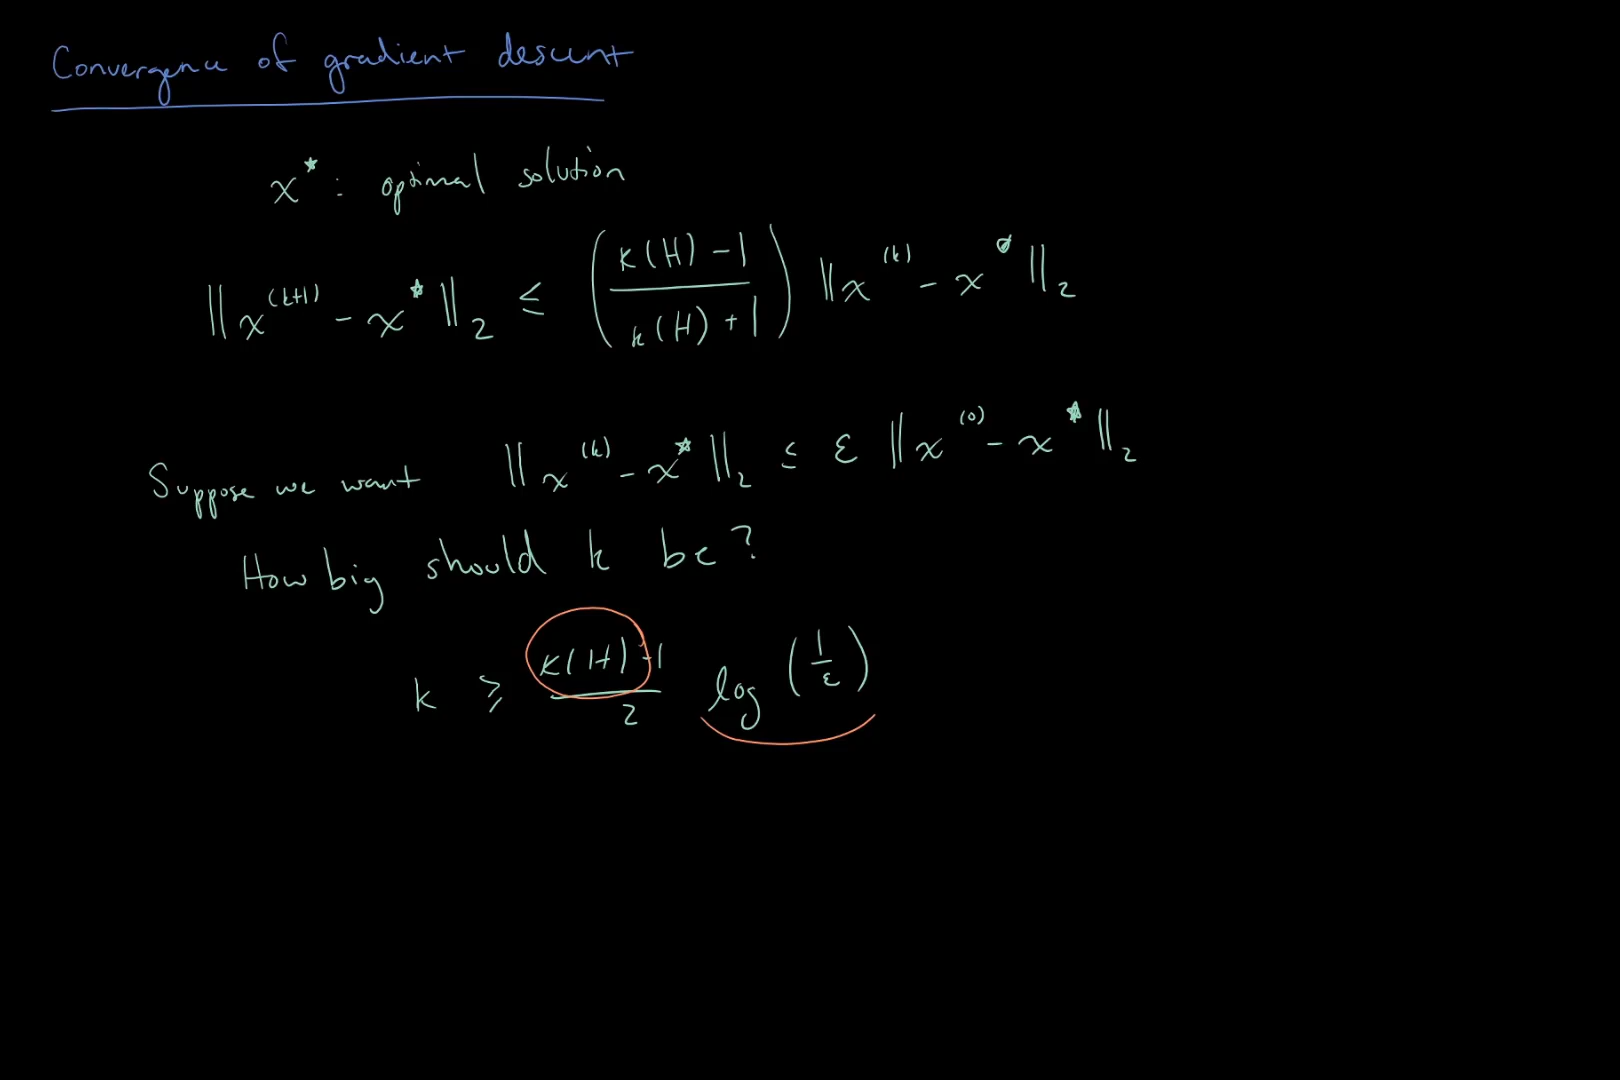 Convergence of gradient descent
x*: optimal solution
‖x^(k+1) - x*‖_2 ≤ ((κ(H) - 1)/(κ(H) + 1)) ‖x^(k) - x*‖_2
Suppose we want ‖x^(k) - x*‖_2 ≤ ε ‖x^(0) - x*‖_2
How big should k be?
k ≥ (κ(H) - 1)/2 log(1/ε)